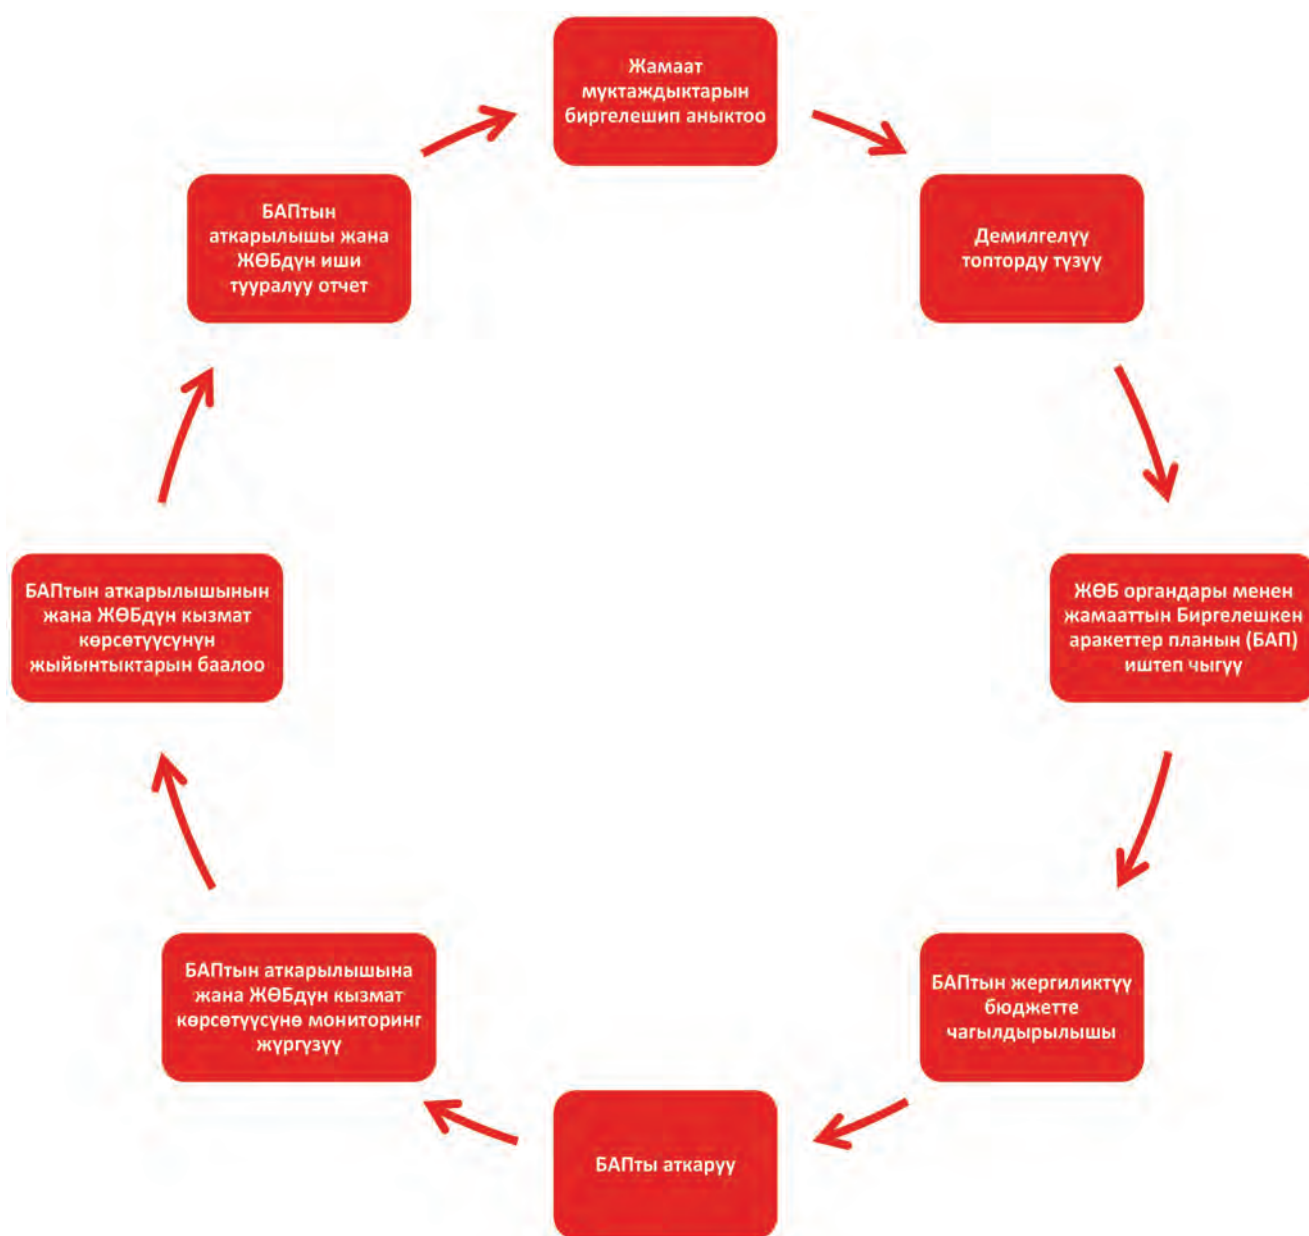 Жамаат
муктаждыктарын
биргелешип аныктоо
Демилгелүү
топторду түзүү
ЖӨБ органдары менен
жамааттын Биргелешкен
аракеттер планын (БАП)
иштеп чыгүү
БАПтын жергиликтүү
бюджетте
чагылдырылышы
БАПты аткаруу
БАПтын аткарылышына
жана ЖӨБдүн кызмат
көрсөтүүсүнө мониторинг
жүргүзүү
БАПтын аткарылышынын
жана ЖӨБдүн кызмат
көрсөтүүсүнүн
жыйынтыктарын баалоо
БАПтын
аткарылышы жана
ЖӨБдүн иши
тууралуу отчет